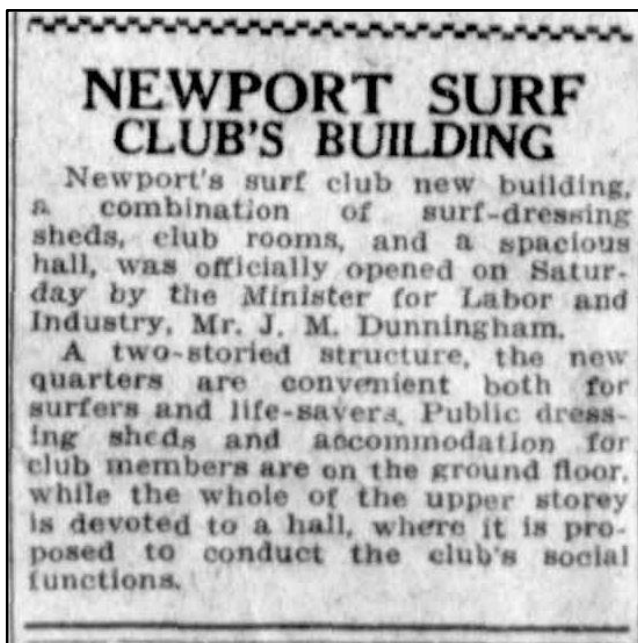 NEWPORT SURF
CLUB'S BUILDING
Newport's surf club new building,
a combination of surf-dressing
sheds, club rooms, and a spacious
hall, was officially opened on Satur-
day by the Minister for Labor and
Industry, Mr. J. M. Dunningham.
A two-storied structure, the new
quarters are convenient both for
surfers and life-savers. Public dress-
ing sheds and accommodation for
club members are on the ground floor,
while the whole of the upper storey
is devoted to a hall, where it is pro-
posed to conduct the club's social
functions.